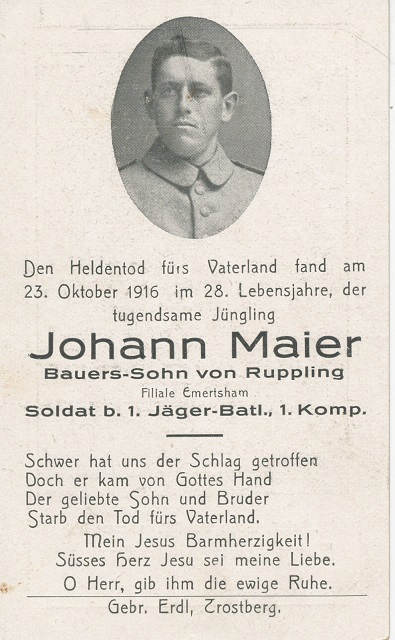 Den Heldentod fürs Vaterland fand am
23. Oktober 1916 im 28. Lebensjahre, der
tugendsame Jüngling
Johann Maier
Bauers-Sohn von Ruppling
Filiale Emertsham
Soldat b. 1. Jäger-Batl., 1. Komp.
Schwer hat uns der Schlag getroffen
Doch er kam von Gottes Hand
Der geliebte Sohn und Bruder
Starb den Tod fürs Vaterland.
Mein Jesus Barmherzigkeit!
Süsses Herz Jesu sei meine Liebe.
O Herr, gib ihm die ewige Ruhe.
Gebr. Erdl, Trostberg.